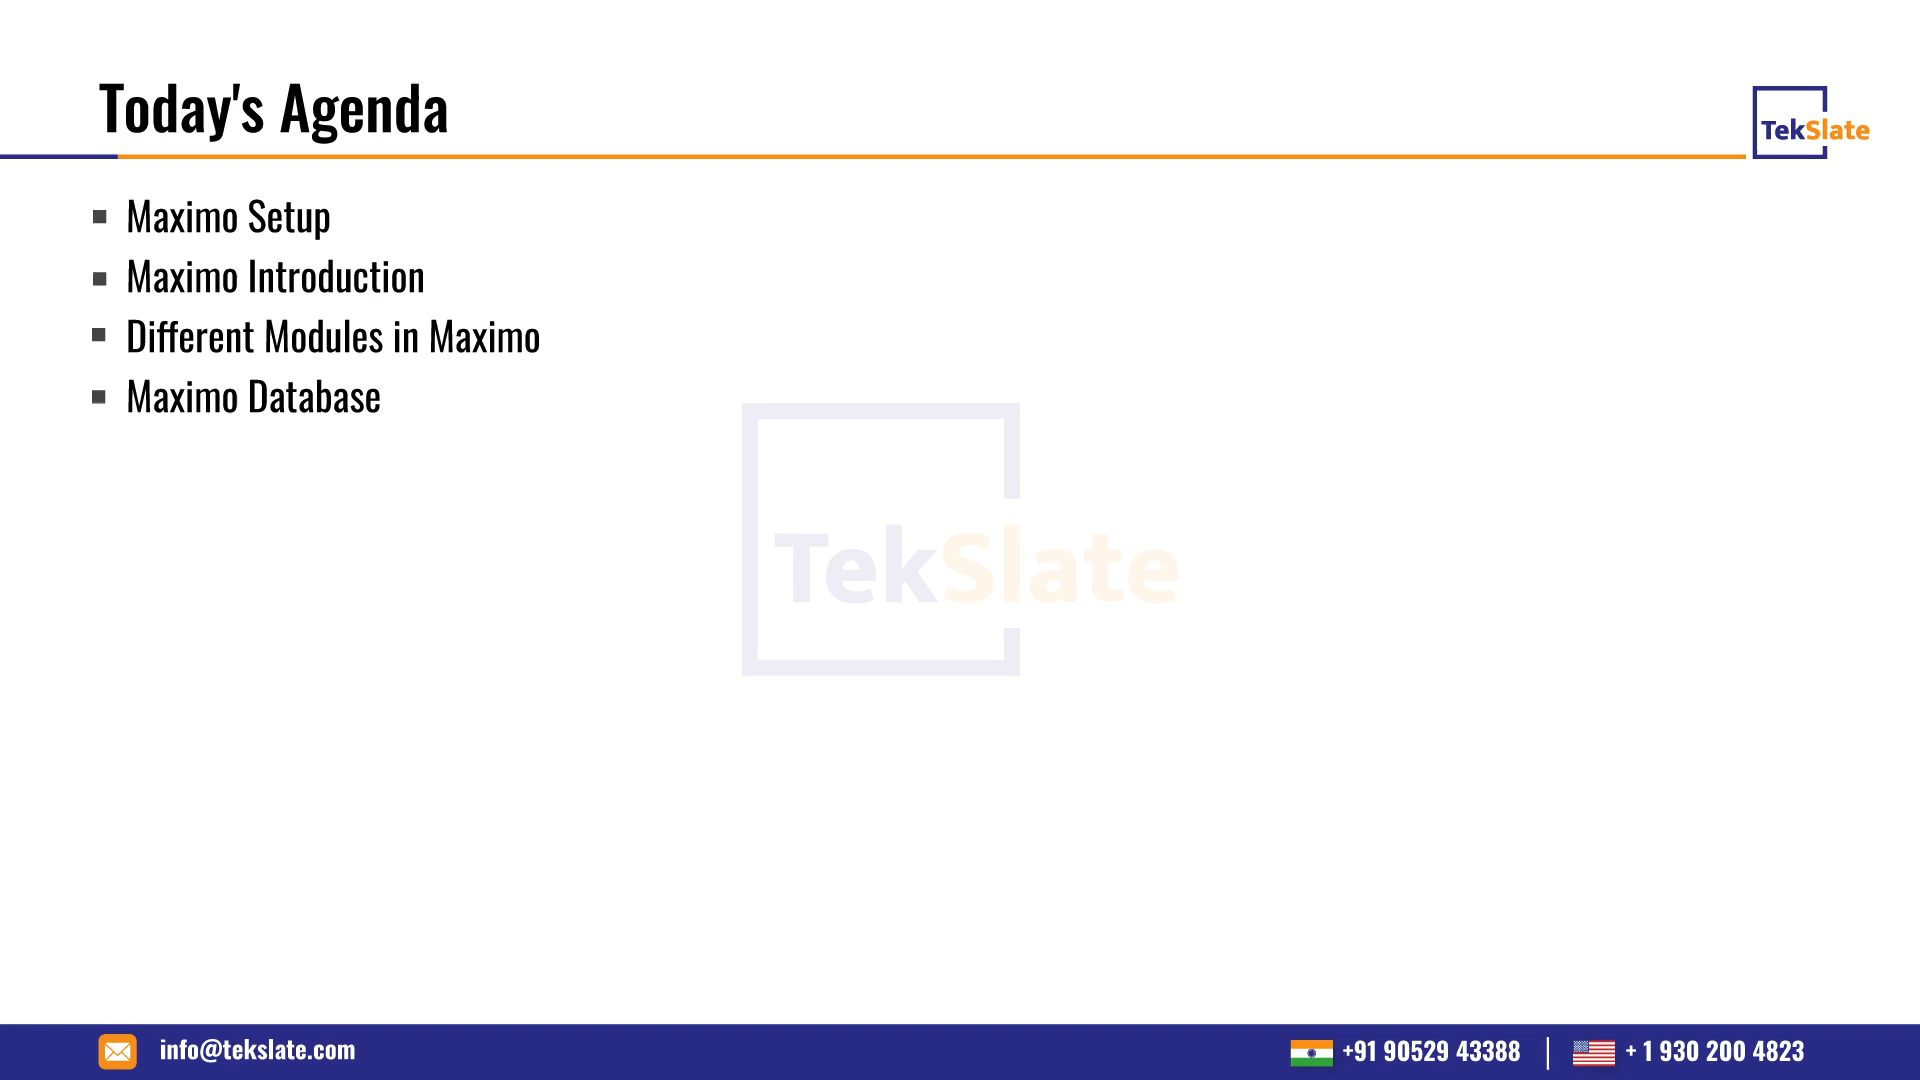 Today's Agenda
TekSlate
Maximo Setup
Maximo Introduction
Different Modules in Maximo
Maximo Database
TekSlate
info@tekslate.com
+91 90529 43388
+ 1 930 200 4823